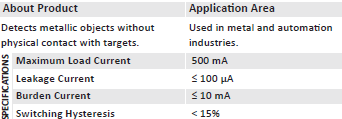 About Product Application Area
Detects metallic objects without Used in metal and automation
physical contact with targets. industries.
SPECIFICATIONS
Maximum Load Current 500 mA
Leakage Current ≤ 100 µA
Burden Current ≤ 10 mA
Switching Hysteresis < 15%